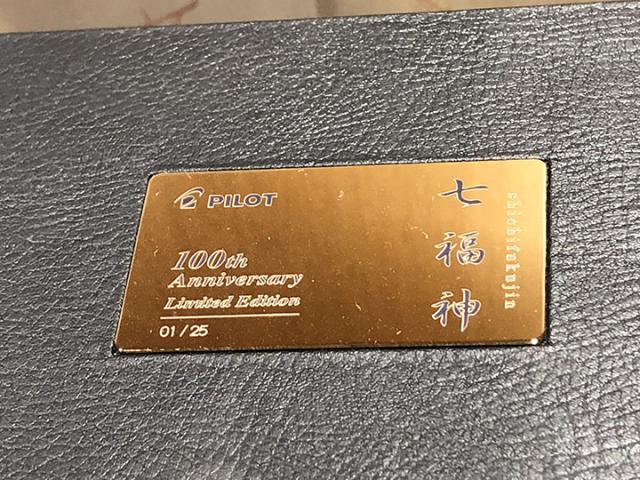 PILOT
100th
Anniversary
Limited Edition
01/25
七福神
shichifukujin